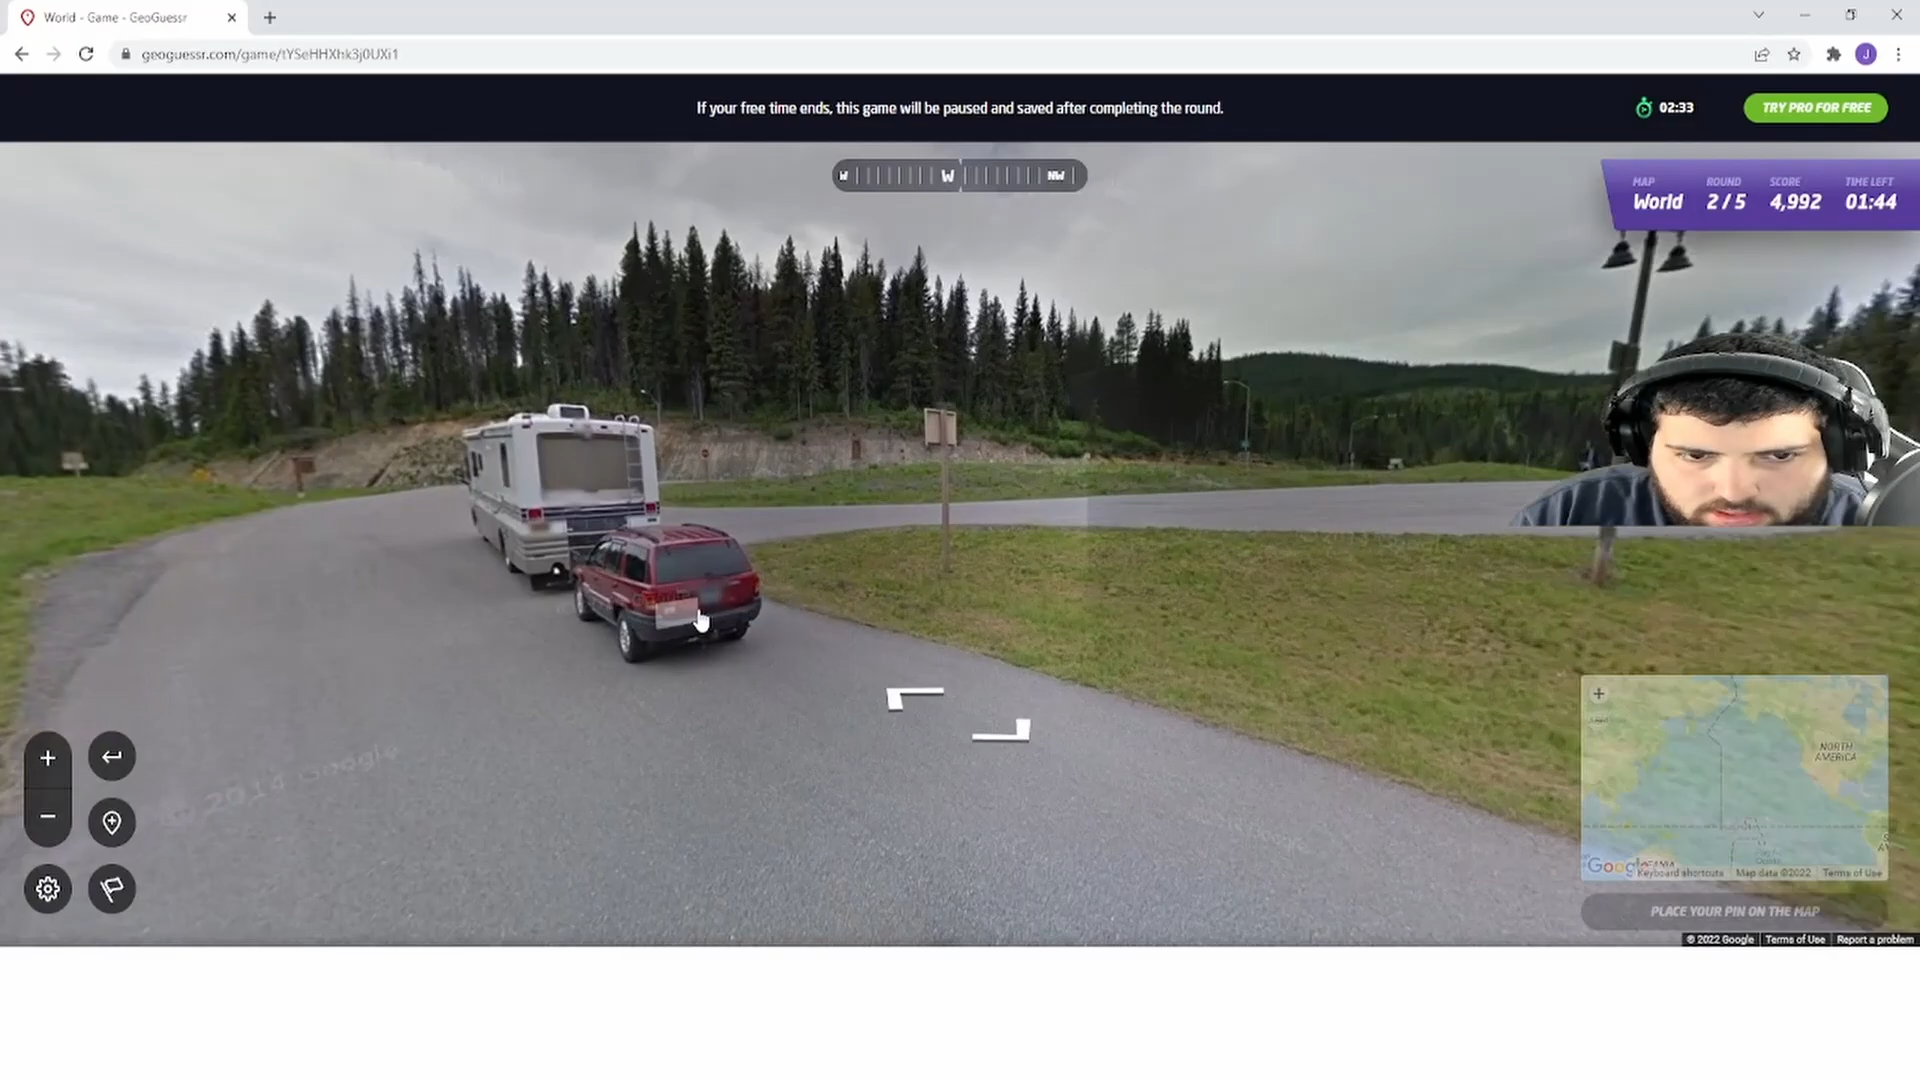 World - Game - GeoGuessr
geoguessr.com/game/tYSeHHXhk3j0UXi1
J
If your free time ends, this game will be paused and saved after completing the round.
02:33
TRY PRO FOR FREE
W W NW
MAP ROUND SCORE TIME LEFT
World 2 / 5 4,992 01:44
NORTH
AMERICA
© 2014 Google
Google
Keyboard shortcuts Map data ©2022 Terms of Use
PLACE YOUR PIN ON THE MAP
© 2022 Google Terms of Use Report a problem